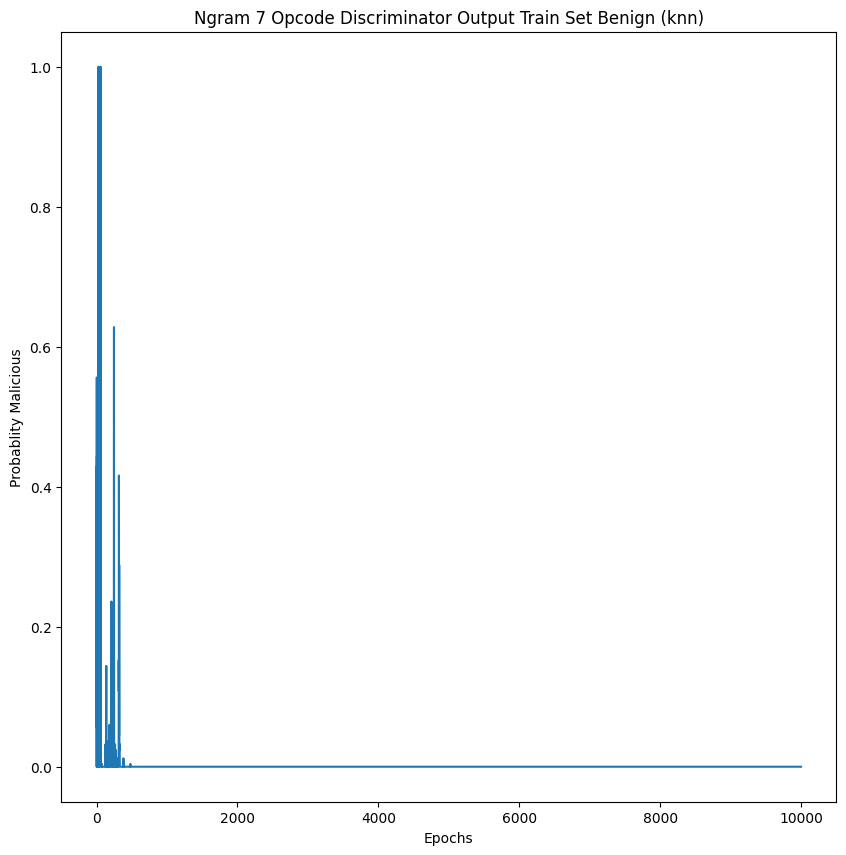 Ngram 7 Opcode Discriminator Output Train Set Benign (knn)
1.0
0.8
0.6
0.4
0.2
0.0
Probablity Malicious
0 2000 4000 6000 8000 10000
Epochs